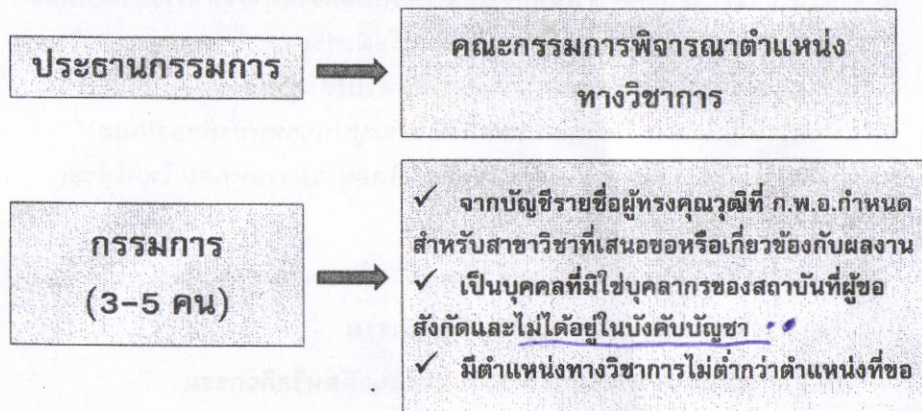 ประธานกรรมการ
คณะกรรมการพิจารณาตำแหน่ง
ทางวิชาการ
กรรมการ
(3-5 คน)
✓ จากบัญชีรายชื่อผู้ทรงคุณวุฒิที่ ก.พ.อ.กำหนด
สำหรับสาขาวิชาที่เสนอขอหรือเกี่ยวข้องกับผลงาน
✓ เป็นบุคคลที่มิใช่บุคลากรของสถาบันที่ผู้ขอ
สังกัดและไม่ได้อยู่ในบังคับบัญชา
✓ มีตำแหน่งทางวิชาการไม่ต่ำกว่าตำแหน่งที่ขอ